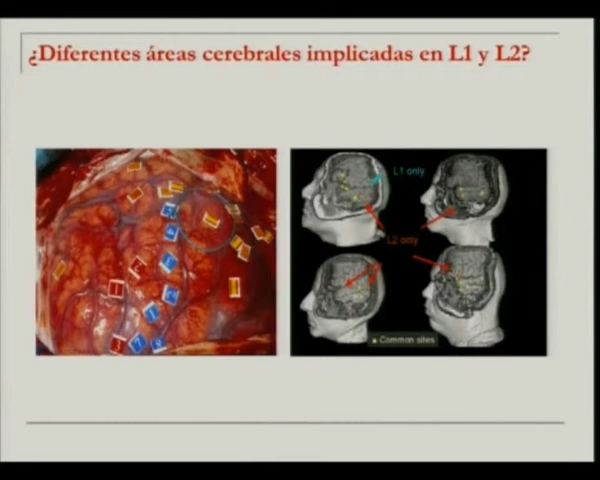 ¿Diferentes áreas cerebrales implicadas en L1 y L2?
L1 only
L2 only
Common sites